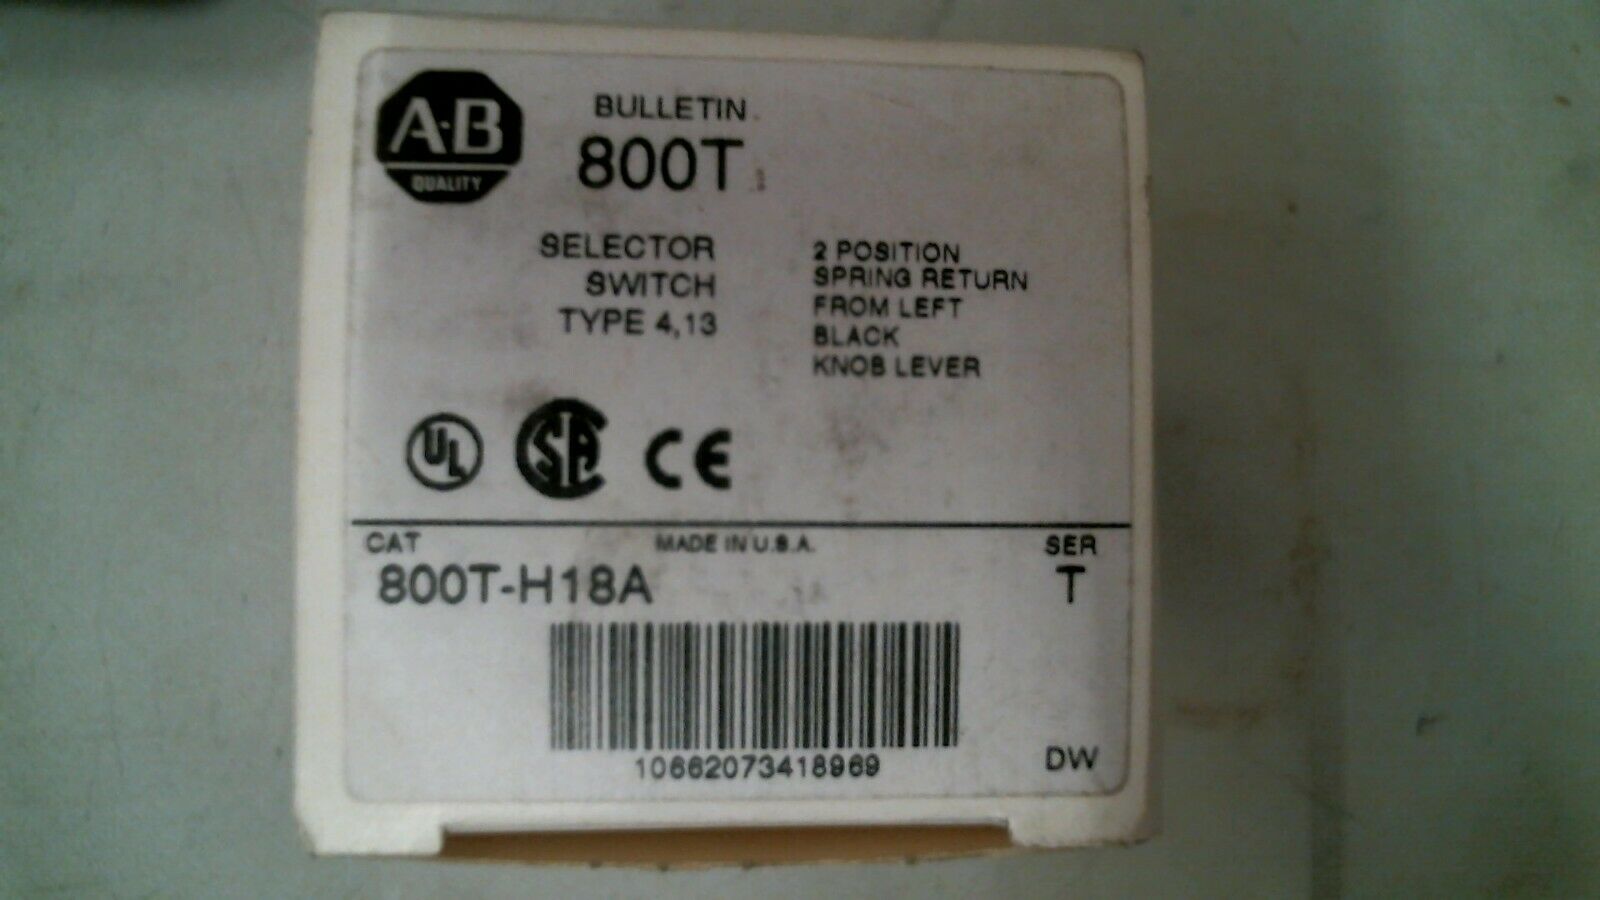 A-B
QUALITY
BULLETIN
800T
SELECTOR
SWITCH
TYPE 4,13
2 POSITION
SPRING RETURN
FROM LEFT
BLACK
KNOB LEVER
UL
CSA
CE
CAT
MADE IN U.S.A.
SER
800T-H18A
T
10662073418969
DW